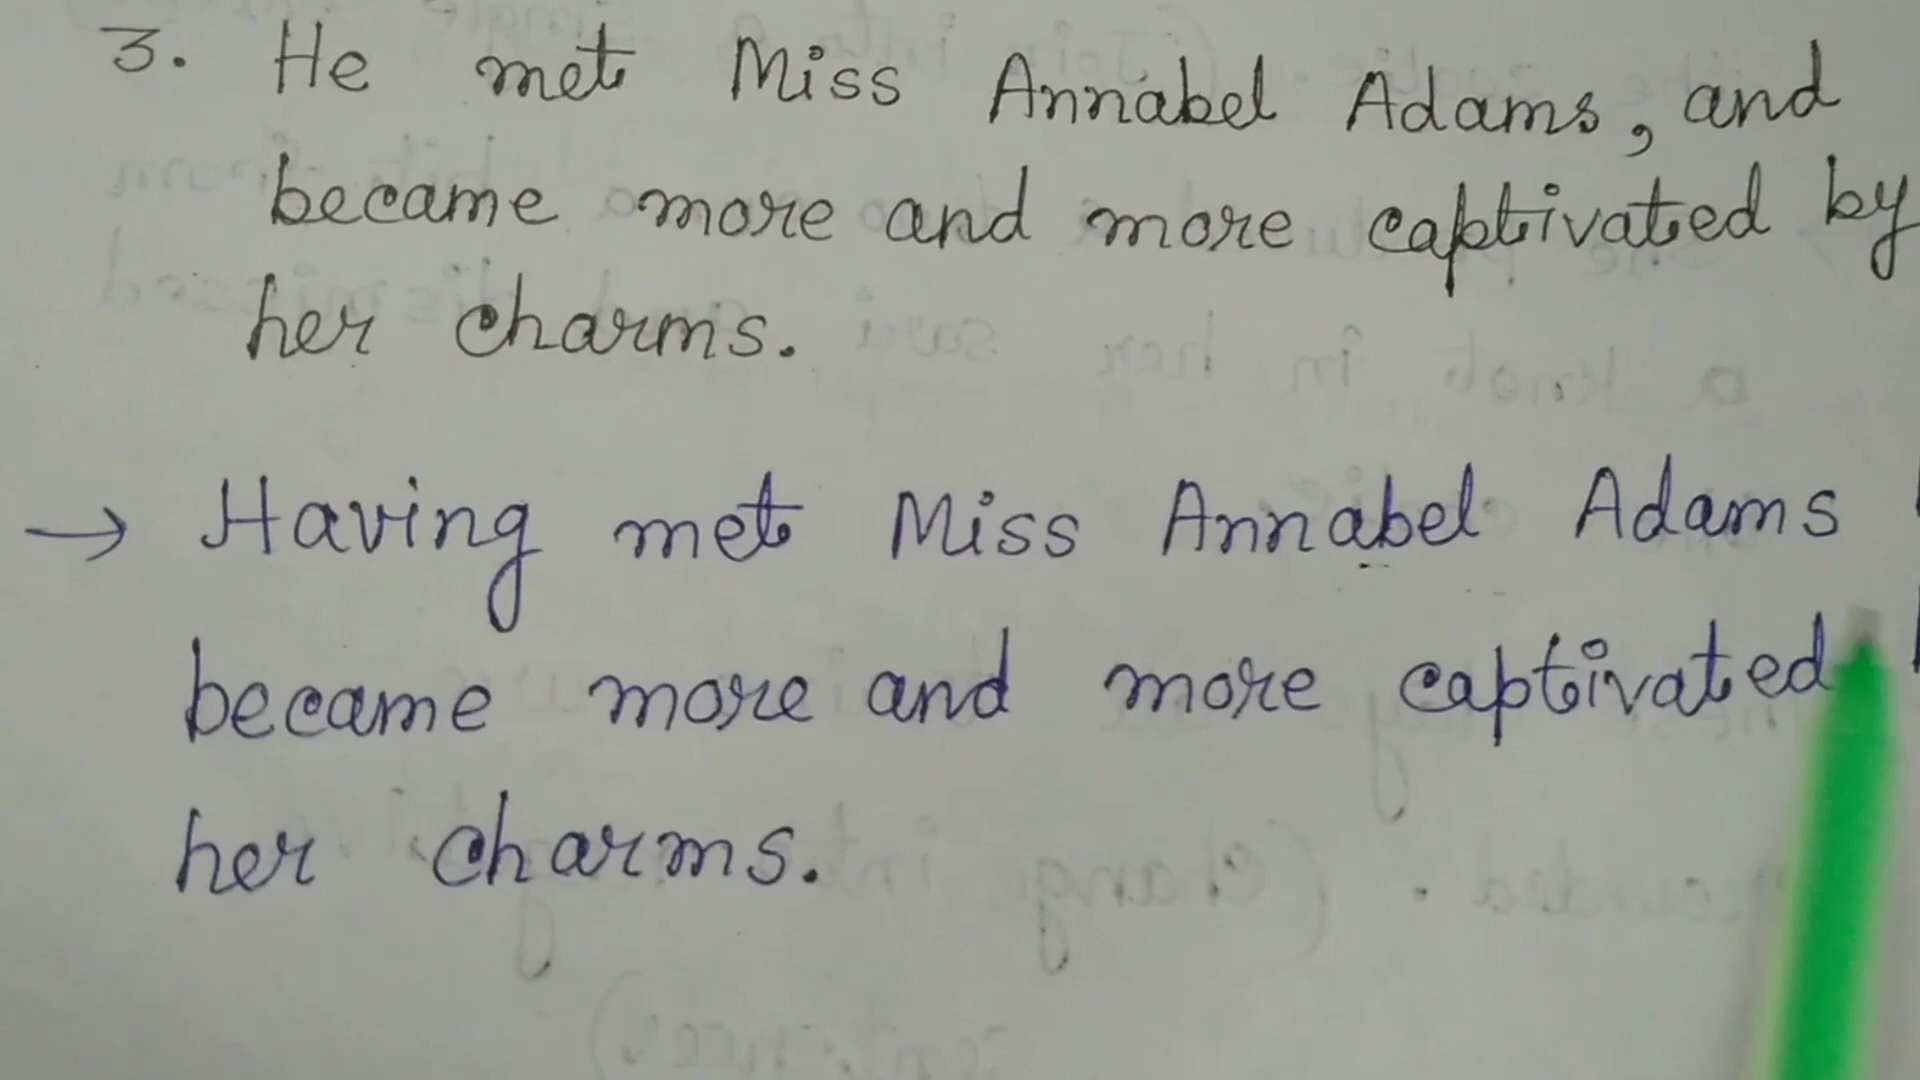 3. He met Miss Annabel Adams, and
became more and more captivated by
her charms.
→ Having met Miss Annabel Adams
became more and more captivated
her charms.